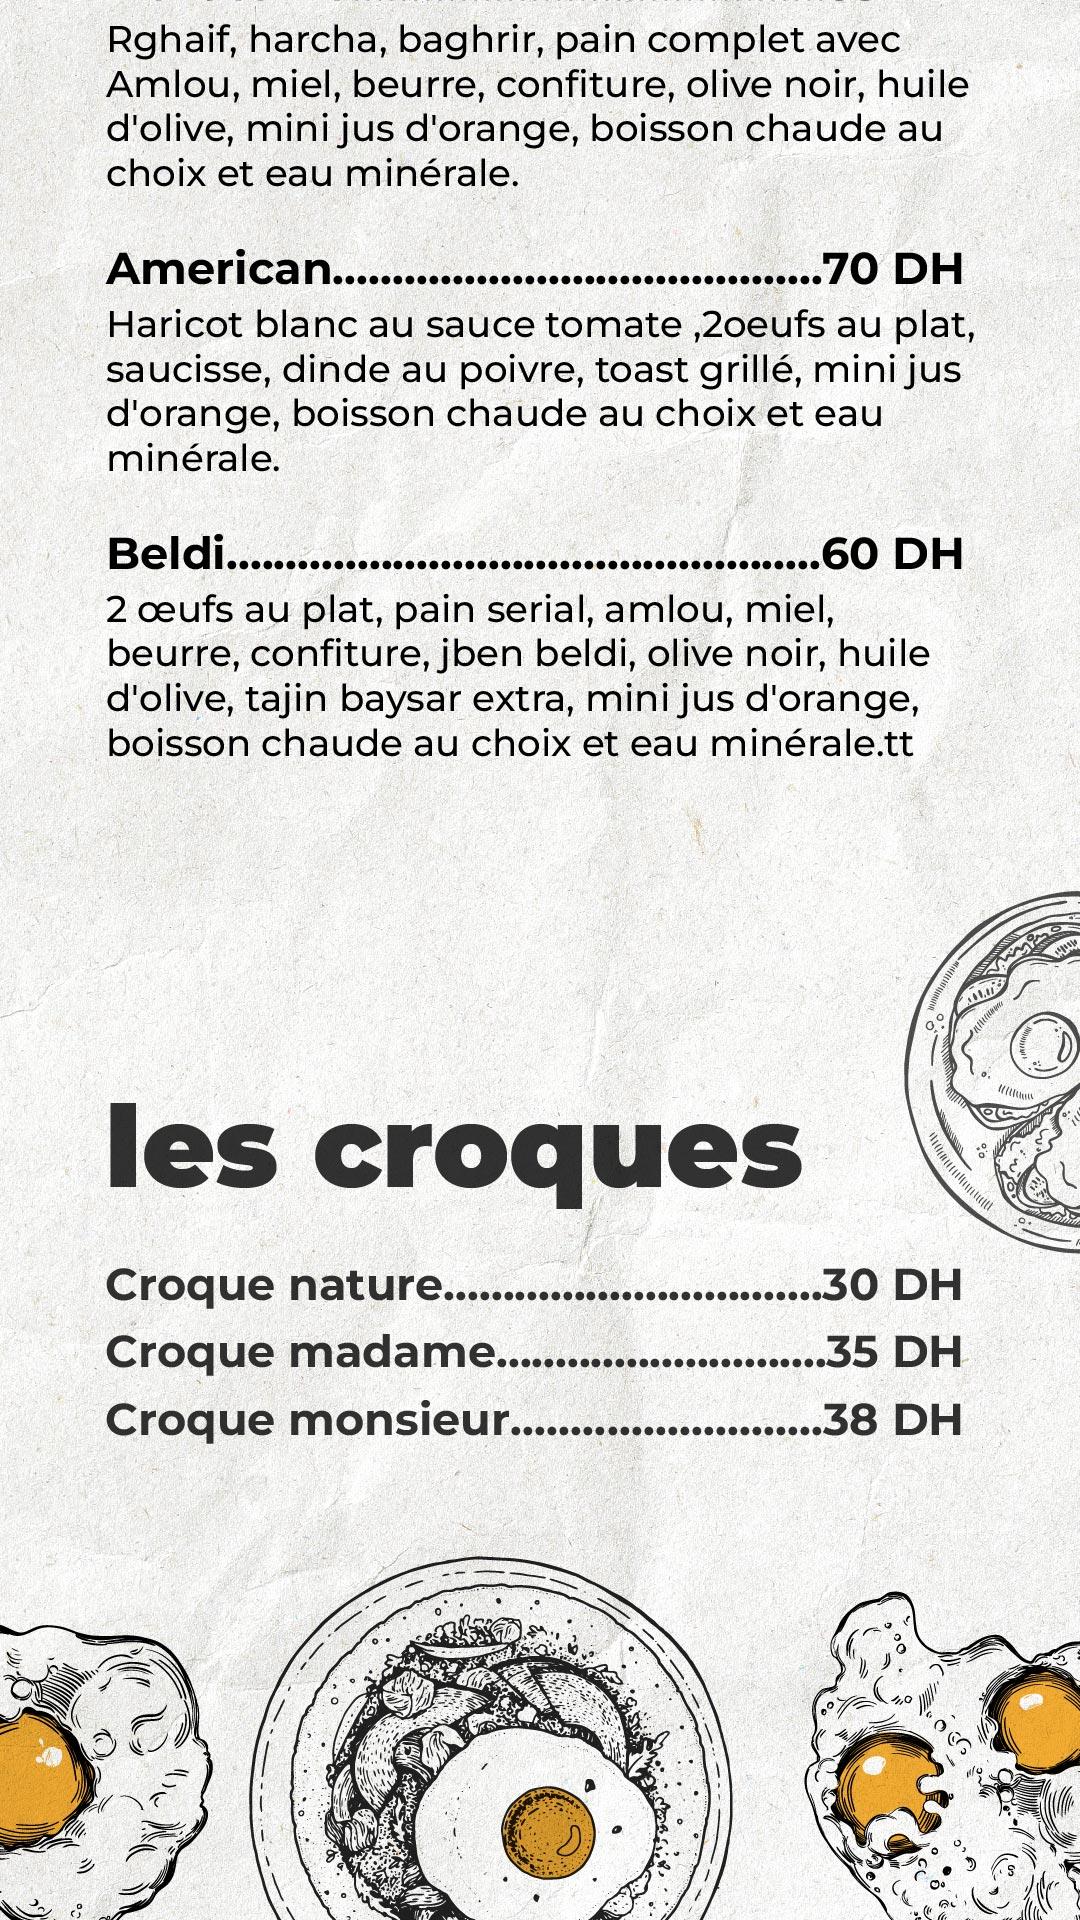 Rghaif, harcha, baghrir, pain complet avec
Amlou, miel, beurre, confiture, olive noir, huile
d'olive, mini jus d'orange, boisson chaude au
choix et eau minérale.
American.........................................70 DH
Haricot blanc au sauce tomate ,2oeufs au plat,
saucisse, dinde au poivre, toast grillé, mini jus
d'orange, boisson chaude au choix et eau
minérale.
Beldi..................................................60 DH
2 œufs au plat, pain serial, amlou, miel,
beurre, confiture, jben beldi, olive noir, huile
d'olive, tajin baysar extra, mini jus d'orange,
boisson chaude au choix et eau minérale.tt
les croques
Croque nature................................30 DH
Croque madame............................35 DH
Croque monsieur..........................38 DH